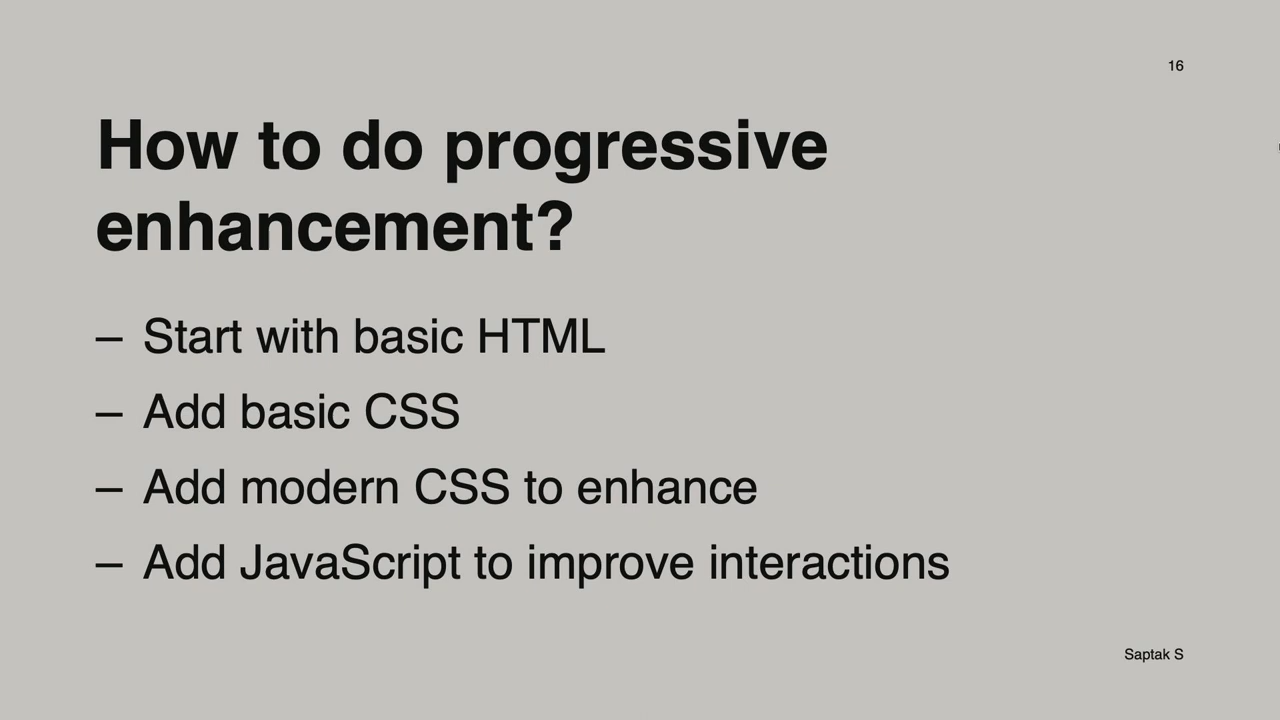 16
How to do progressive
enhancement?
– Start with basic HTML
– Add basic CSS
– Add modern CSS to enhance
– Add JavaScript to improve interactions
Saptak S